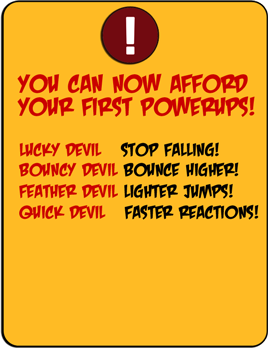 !
YOU CAN NOW AFFORD
YOUR FIRST POWERUPS!
LUCKY DEVIL STOP FALLING!
BOUNCY DEVIL BOUNCE HIGHER!
FEATHER DEVIL LIGHTER JUMPS!
QUICK DEVIL FASTER REACTIONS!